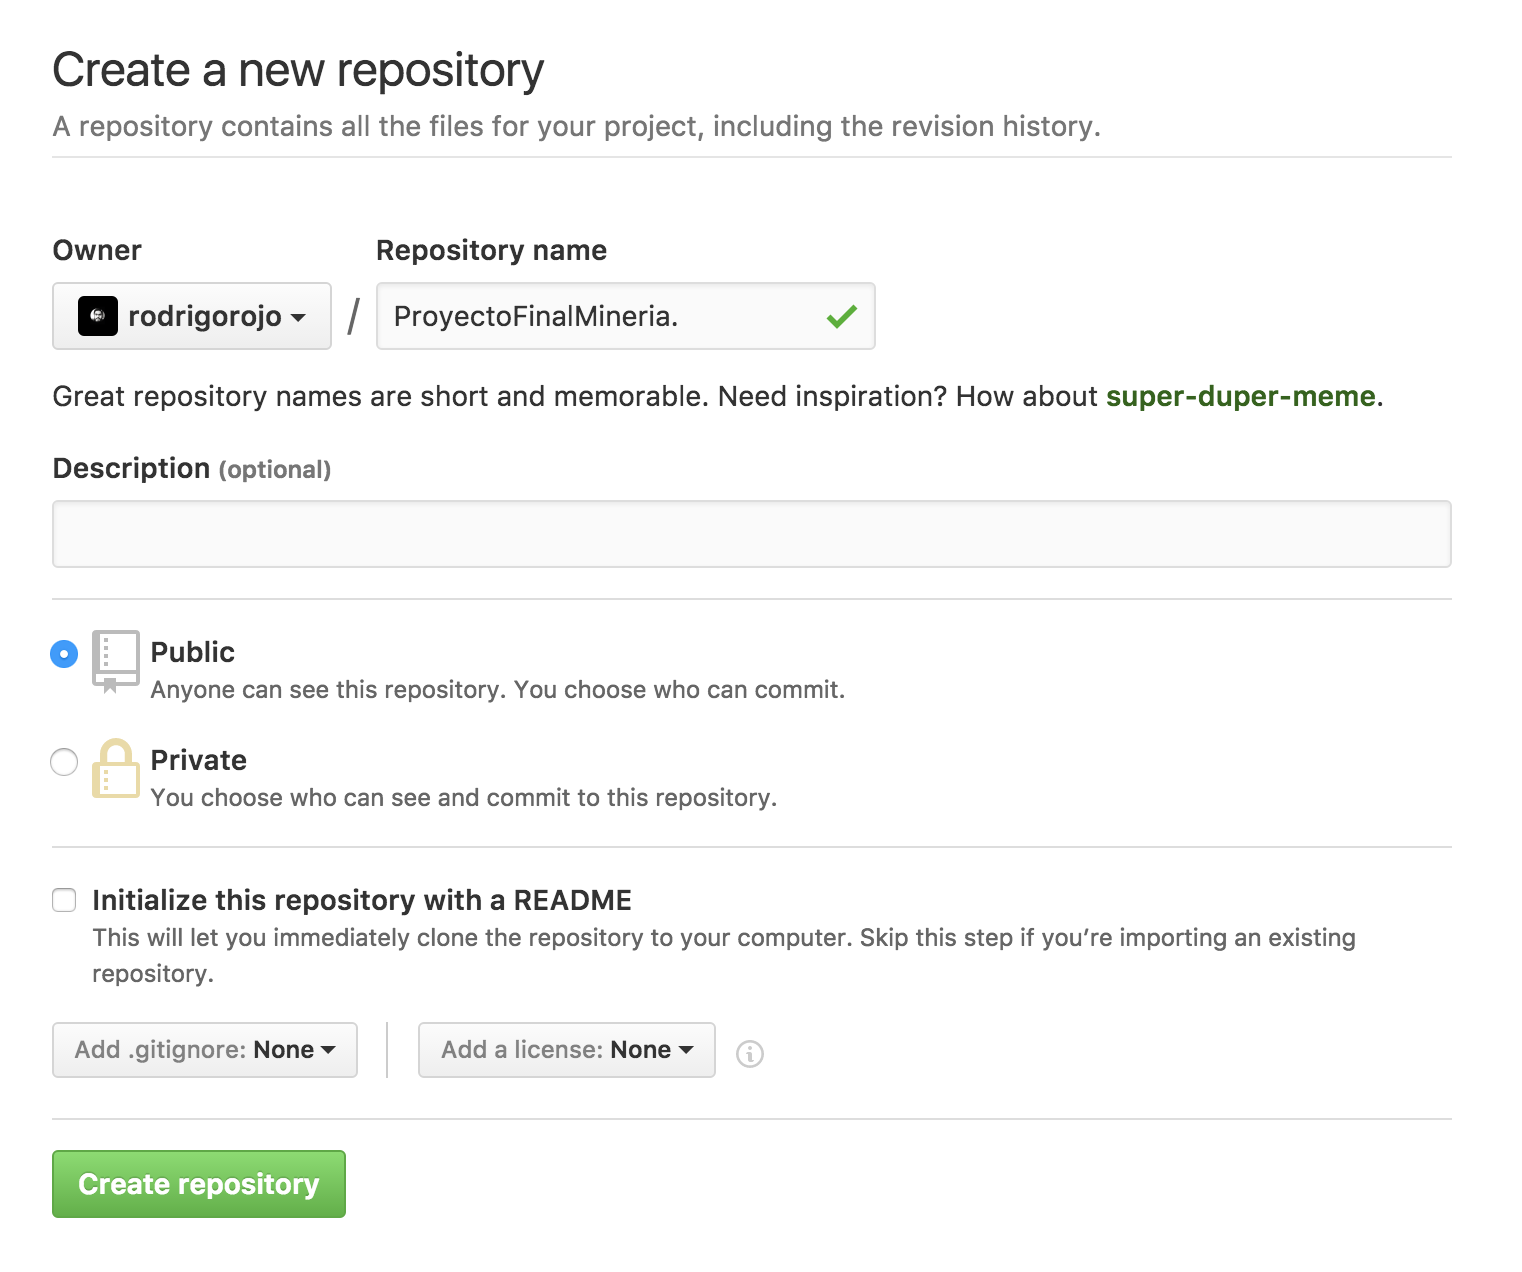 Create a new repository
A repository contains all the files for your project, including the revision history.
Owner
Repository name
rodrigorojo
/
ProyectoFinalMineria.
Great repository names are short and memorable. Need inspiration? How about super-duper-meme.
Description (optional)
Public
Anyone can see this repository. You choose who can commit.
Private
You choose who can see and commit to this repository.
Initialize this repository with a README
This will let you immediately clone the repository to your computer. Skip this step if you’re importing an existing
repository.
Add .gitignore: None
Add a license: None
Create repository